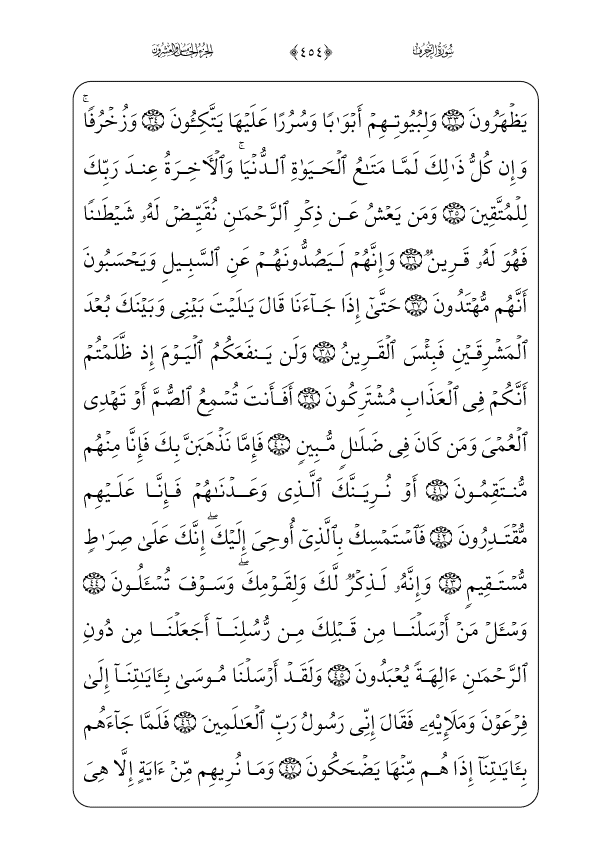 سُورَةُ الزُّخْرُفِ ﴿٤٥٤﴾ الجُزْءُ الخَامِسُ وَالعِشْرُونَ
يَظۡهَرُونَ ٣٣ وَلِبُيُوتِهِمۡ أَبۡوَٰبٗا وَسُرُرًا عَلَيۡهَا يَتَّكِـُٔونَ ٣٤ وَزُخۡرُفٗاۚ
وَإِن كُلُّ ذَٰلِكَ لَمَّا مَتَٰعُ ٱلۡحَيَوٰةِ ٱلدُّنۡيَاۚ وَٱلۡأٓخِرَةُ عِندَ رَبِّكَ
لِلۡمُتَّقِينَ ٣٥ وَمَن يَعۡشُ عَن ذِكۡرِ ٱلرَّحۡمَٰنِ نُقَيِّضۡ لَهُۥ شَيۡطَٰنٗا
فَهُوَ لَهُۥ قَرِينٞ ٣٦ وَإِنَّهُمۡ لَيَصُدُّونَهُمۡ عَنِ ٱلسَّبِيلِ وَيَحۡسَبُونَ
أَنَّهُم مُّهۡتَدُونَ ٣٧ حَتَّىٰٓ إِذَا جَآءَنَا قَالَ يَٰلَيۡتَ بَيۡنِي وَبَيۡنَكَ بُعۡدَ
ٱلۡمَشۡرِقَيۡنِ فَبِئۡسَ ٱلۡقَرِينُ ٣٨ وَلَن يَنفَعَكُمُ ٱلۡيَوۡمَ إِذ ظَّلَمۡتُمۡ
أَنَّكُمۡ فِي ٱلۡعَذَابِ مُشۡتَرِكُونَ ٣٩ أَفَأَنتَ تُسۡمِعُ ٱلصُّمَّ أَوۡ تَهۡدِي
ٱلۡعُمۡيَ وَمَن كَانَ فِي ضَلَٰلٖ مُّبِينٖ ٤٠ فَإِمَّا نَذۡهَبَنَّ بِكَ فَإِنَّا مِنۡهُم
مُّنتَقِمُونَ ٤١ أَوۡ نُرِيَنَّكَ ٱلَّذِي وَعَدۡنَٰهُمۡ فَإِنَّا عَلَيۡهِم
مُّقۡتَدِرُونَ ٤٢ فَٱسۡتَمۡسِكۡ بِٱلَّذِيٓ أُوحِيَ إِلَيۡكَۖ إِنَّكَ عَلَىٰ صِرَٰطٖ
مُّسۡتَقِيمٖ ٤٣ وَإِنَّهُۥ لَذِكۡرٞ لَّكَ وَلِقَوۡمِكَۖ وَسَوۡفَ تُسۡـَٔلُونَ ٤٤
وَسۡـَٔلۡ مَنۡ أَرۡسَلۡنَا مِن قَبۡلِكَ مِن رُّسُلِنَآ أَجَعَلۡنَا مِن دُونِ
ٱلرَّحۡمَٰنِ ءَالِهَةٗ يُعۡبَدُونَ ٤٥ وَلَقَدۡ أَرۡسَلۡنَا مُوسَىٰ بِـَٔايَٰتِنَآ إِلَىٰ
فِرۡعَوۡنَ وَمَلَإِيْهِۦ فَقَالَ إِنِّي رَسُولُ رَبِّ ٱلۡعَٰلَمِينَ ٤٦ فَلَمَّا جَآءَهُم
بِـَٔايَٰتِنَآ إِذَا هُم مِّنۡهَا يَضۡحَكُونَ ٤٧ وَمَا نُرِيهِم مِّنۡ ءَايَةٍ إِلَّا هِيَ